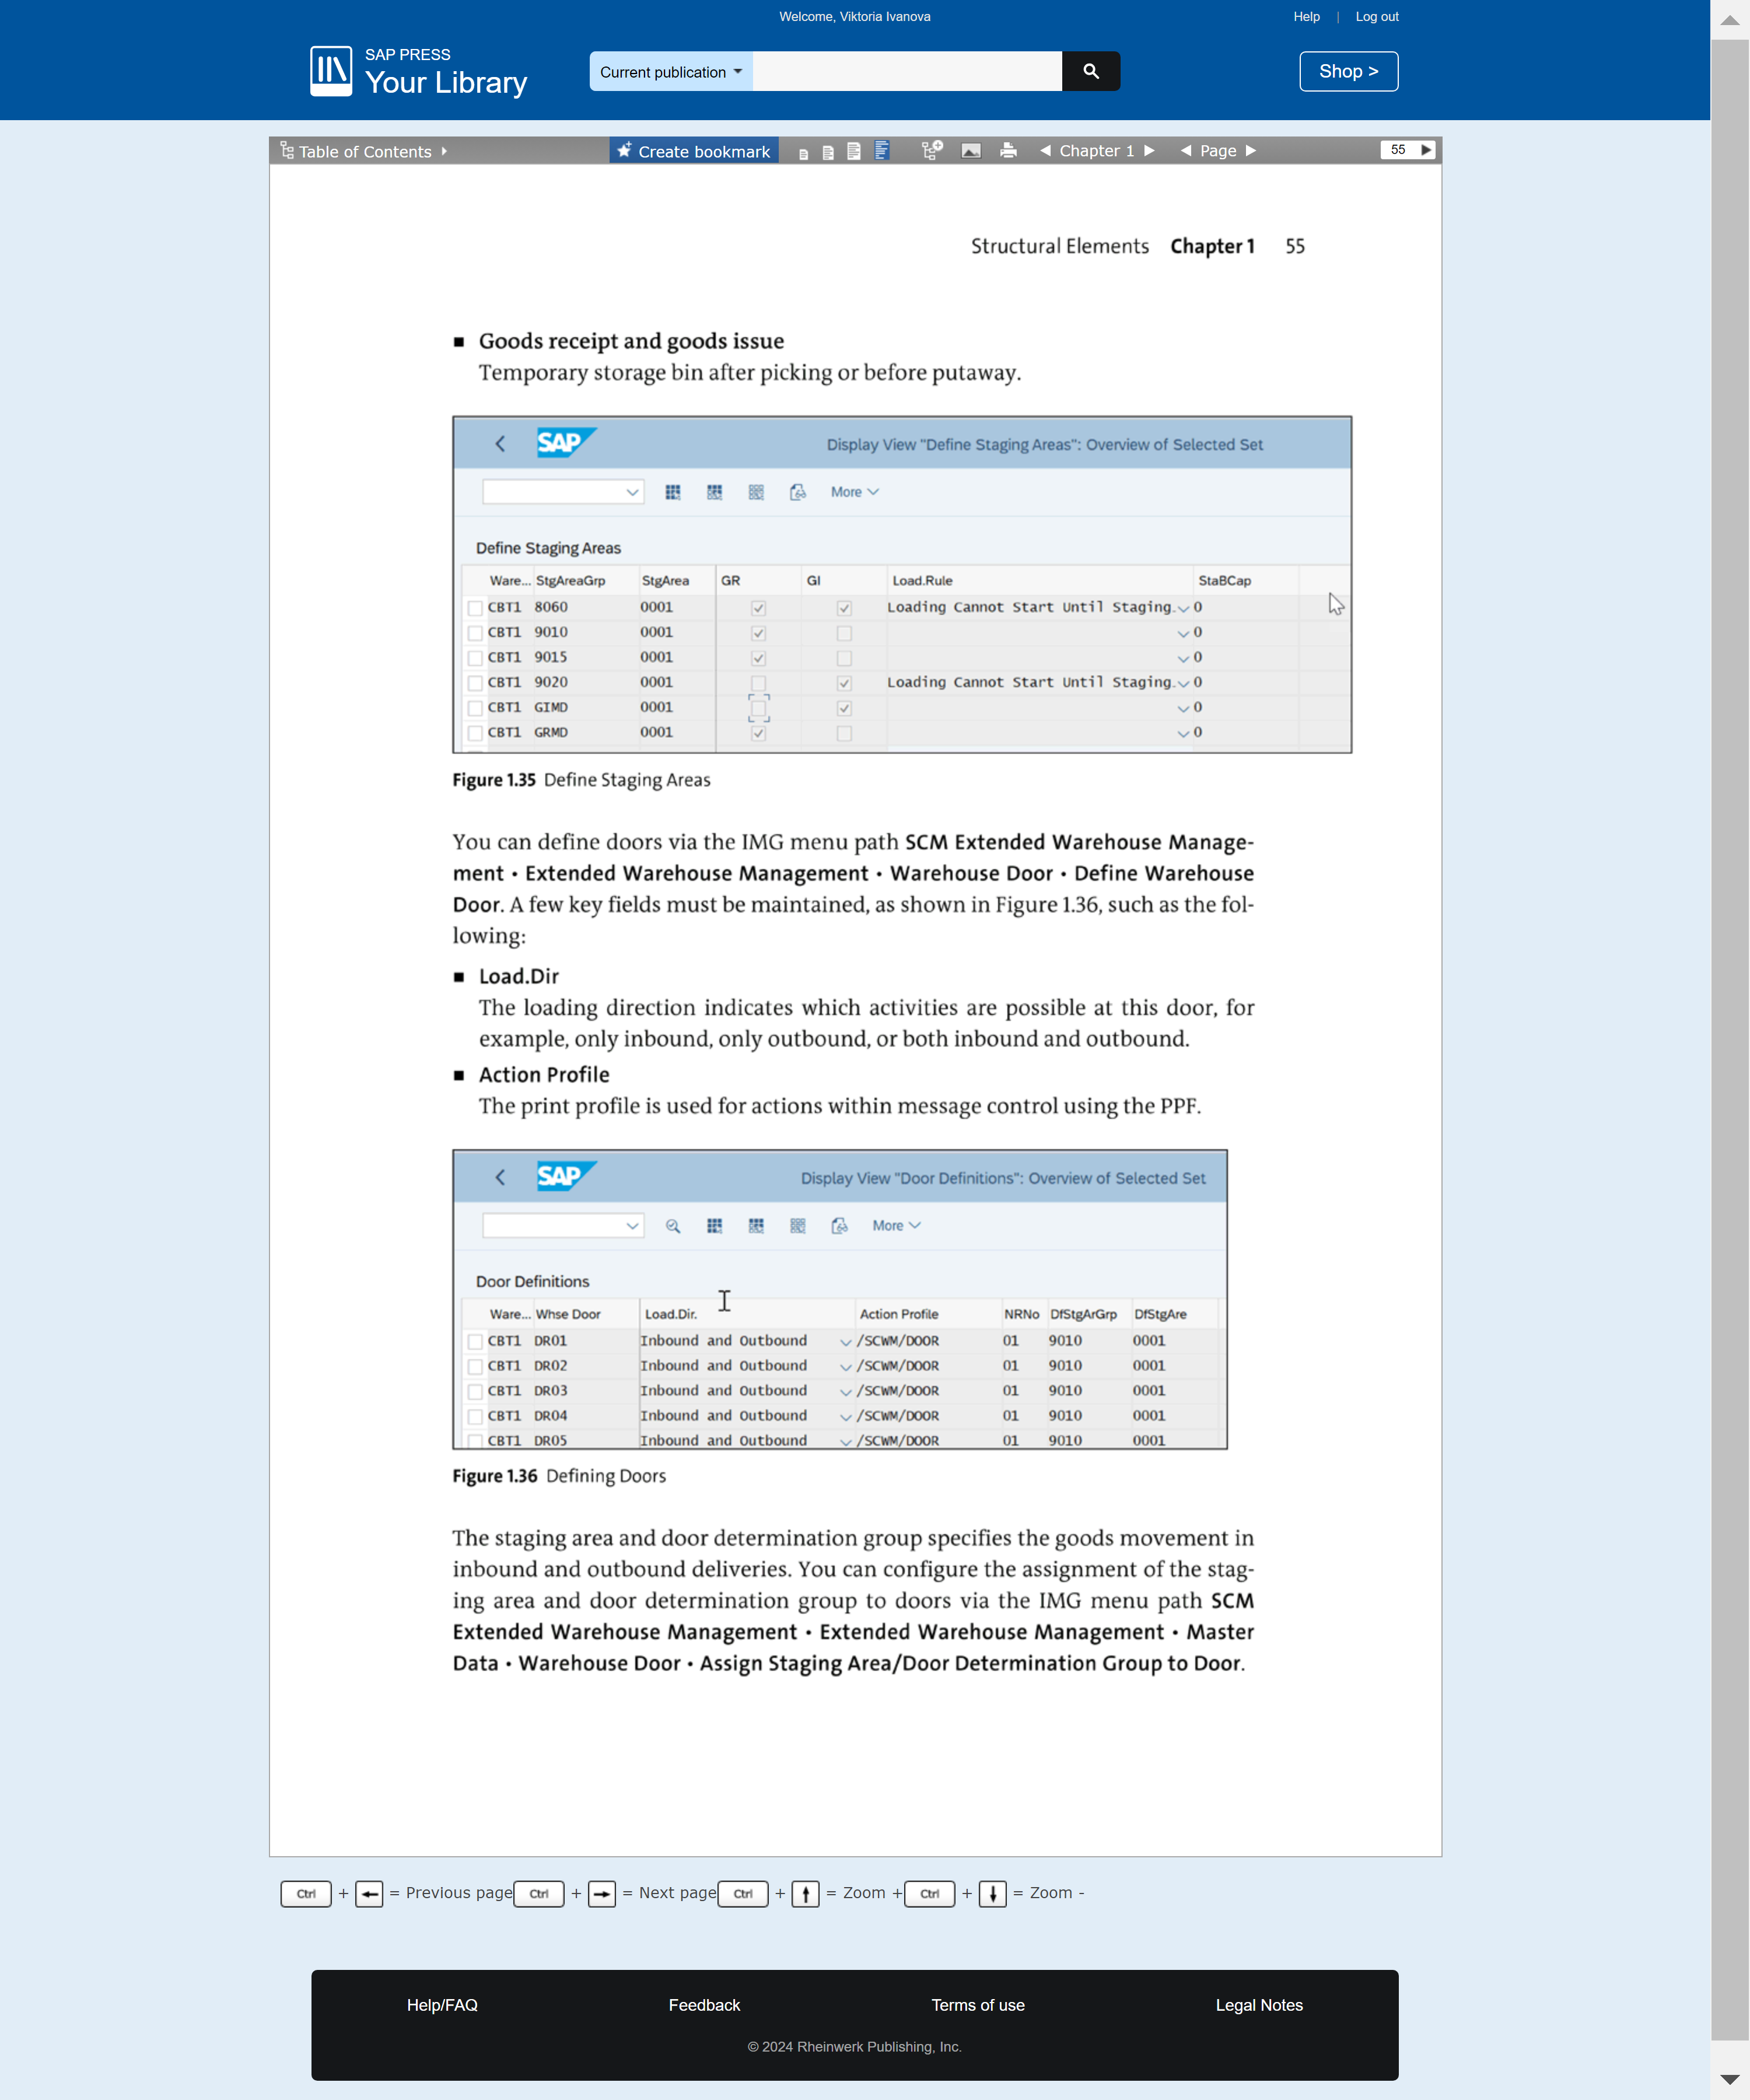 Welcome, Viktoria Ivanova
Help | Log out
SAP PRESS
Your Library
Current publication
Shop >
Table of Contents
Create bookmark
Chapter 1
Page
55
Structural Elements Chapter 1 55
■ Goods receipt and goods issue
Temporary storage bin after picking or before putaway.
SAP
Display View "Define Staging Areas": Overview of Selected Set
More
Define Staging Areas
Ware... StgAreaGrp StgArea GR GI Load.Rule StaBCap
CBT1 8060 0001 Loading Cannot Start Until Staging. 0
CBT1 9010 0001 0
CBT1 9015 0001 0
CBT1 9020 0001 Loading Cannot Start Until Staging. 0
CBT1 GIMD 0001 0
CBT1 GRMD 0001 0
Figure 1.35 Define Staging Areas
You can define doors via the IMG menu path SCM Extended Warehouse Manage-
ment • Extended Warehouse Management • Warehouse Door • Define Warehouse
Door. A few key fields must be maintained, as shown in Figure 1.36, such as the fol-
lowing:
■ Load.Dir
The loading direction indicates which activities are possible at this door, for
example, only inbound, only outbound, or both inbound and outbound.
■ Action Profile
The print profile is used for actions within message control using the PPF.
SAP
Display View "Door Definitions": Overview of Selected Set
More
Door Definitions
Ware... Whse Door Load.Dir. Action Profile NRNo DfStgArGrp DfStgAre
CBT1 DR01 Inbound and Outbound /SCWM/DOOR 01 9010 0001
CBT1 DR02 Inbound and Outbound /SCWM/DOOR 01 9010 0001
CBT1 DR03 Inbound and Outbound /SCWM/DOOR 01 9010 0001
CBT1 DR04 Inbound and Outbound /SCWM/DOOR 01 9010 0001
CBT1 DR05 Inbound and Outbound /SCWM/DOOR 01 9010 0001
Figure 1.36 Defining Doors
The staging area and door determination group specifies the goods movement in
inbound and outbound deliveries. You can configure the assignment of the stag-
ing area and door determination group to doors via the IMG menu path SCM
Extended Warehouse Management • Extended Warehouse Management • Master
Data • Warehouse Door • Assign Staging Area/Door Determination Group to Door.
Ctrl + ← = Previous page Ctrl + → = Next page Ctrl + ↑ = Zoom + Ctrl + ↓ = Zoom -
Help/FAQ Feedback Terms of use Legal Notes
© 2024 Rheinwerk Publishing, Inc.